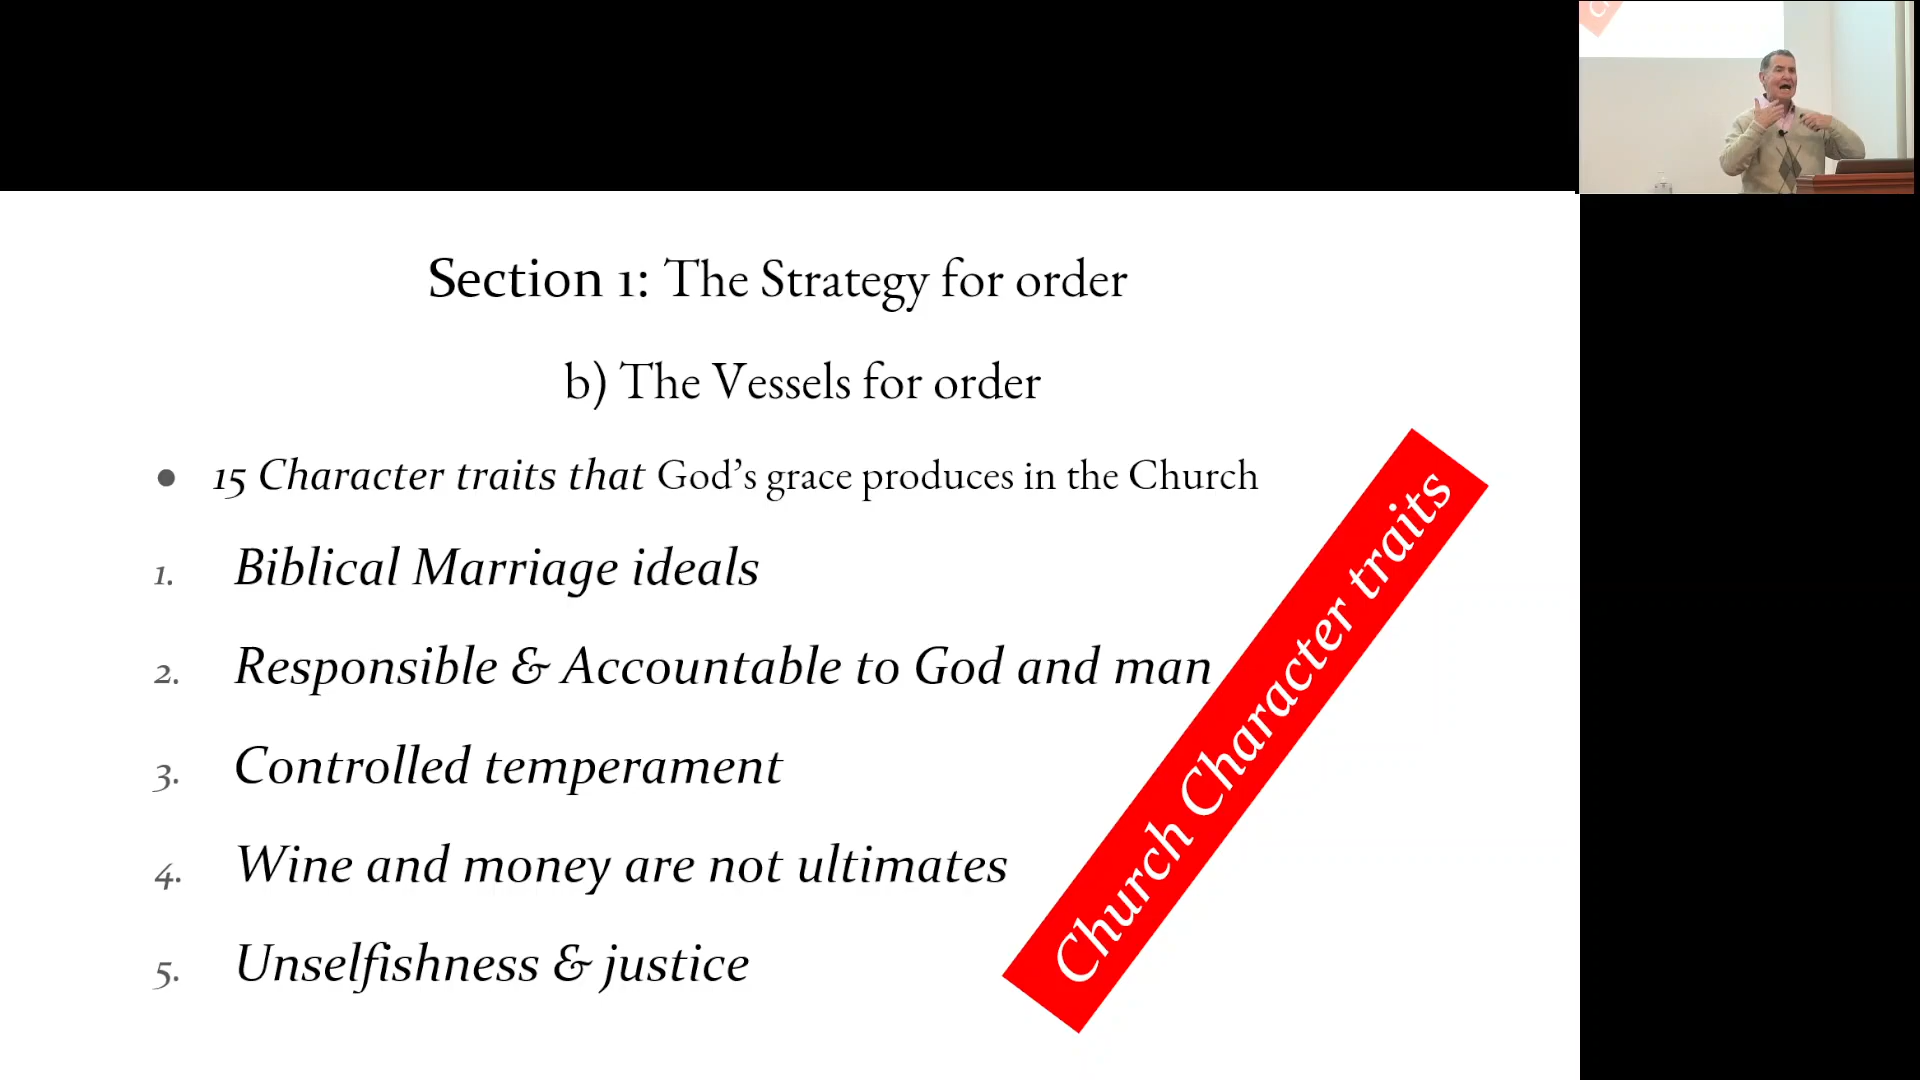 Section 1: The Strategy for order
b) The Vessels for order
• 15 Character traits that God’s grace produces in the Church
1. Biblical Marriage ideals
2. Responsible & Accountable to God and man
3. Controlled temperament
4. Wine and money are not ultimates
5. Unselfishness & justice
Church Character traits